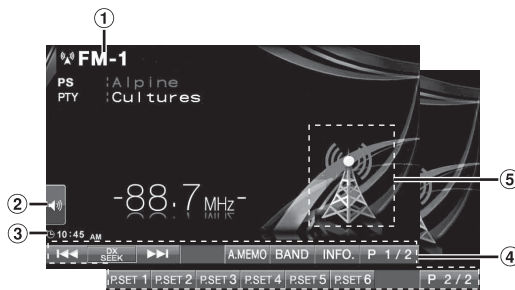 ①
FM-1
PS :Alpine
PTY :Cultures
⑤
②
-88.7 MHz-
③
10:45 AM
DX SEEK A.MEMO BAND INFO. P 1/2
④
P.SET 1 P.SET 2 P.SET 3 P.SET 4 P.SET 5 P.SET 6 P 2/2